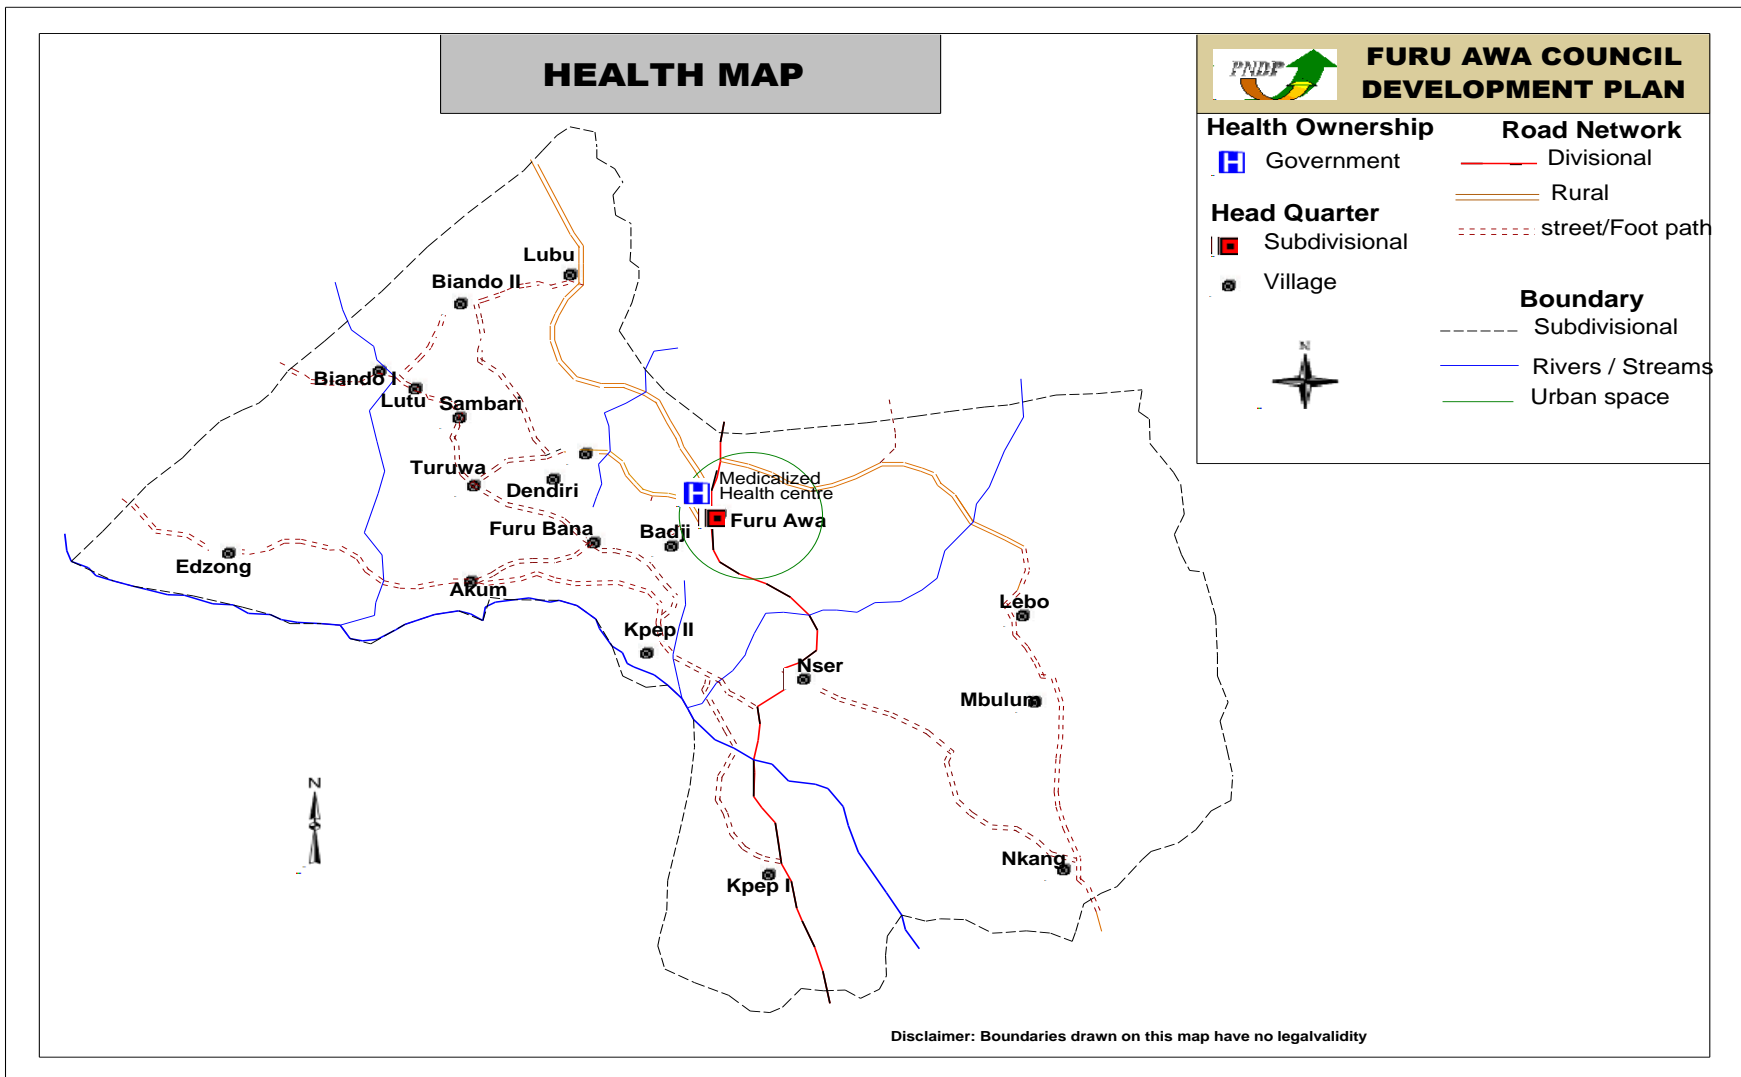 HEALTH MAP
PNDP
FURU AWA COUNCIL
DEVELOPMENT PLAN
Health Ownership
Government
Head Quarter
Subdivisional
Village
Road Network
Divisional
Rural
street/Foot path
Boundary
Subdivisional
Rivers / Streams
Urban space
N
Lubu
Biando II
Biando I
Lutu
Sambari
Turuwa
Dendiri
Medicalized
Health centre
Furu Awa
Furu Bana
Badji
Edzong
Akum
Lebo
Kpep II
Nser
Mbulum
N
Nkang
Kpep I
Disclaimer: Boundaries drawn on this map have no legalvalidity